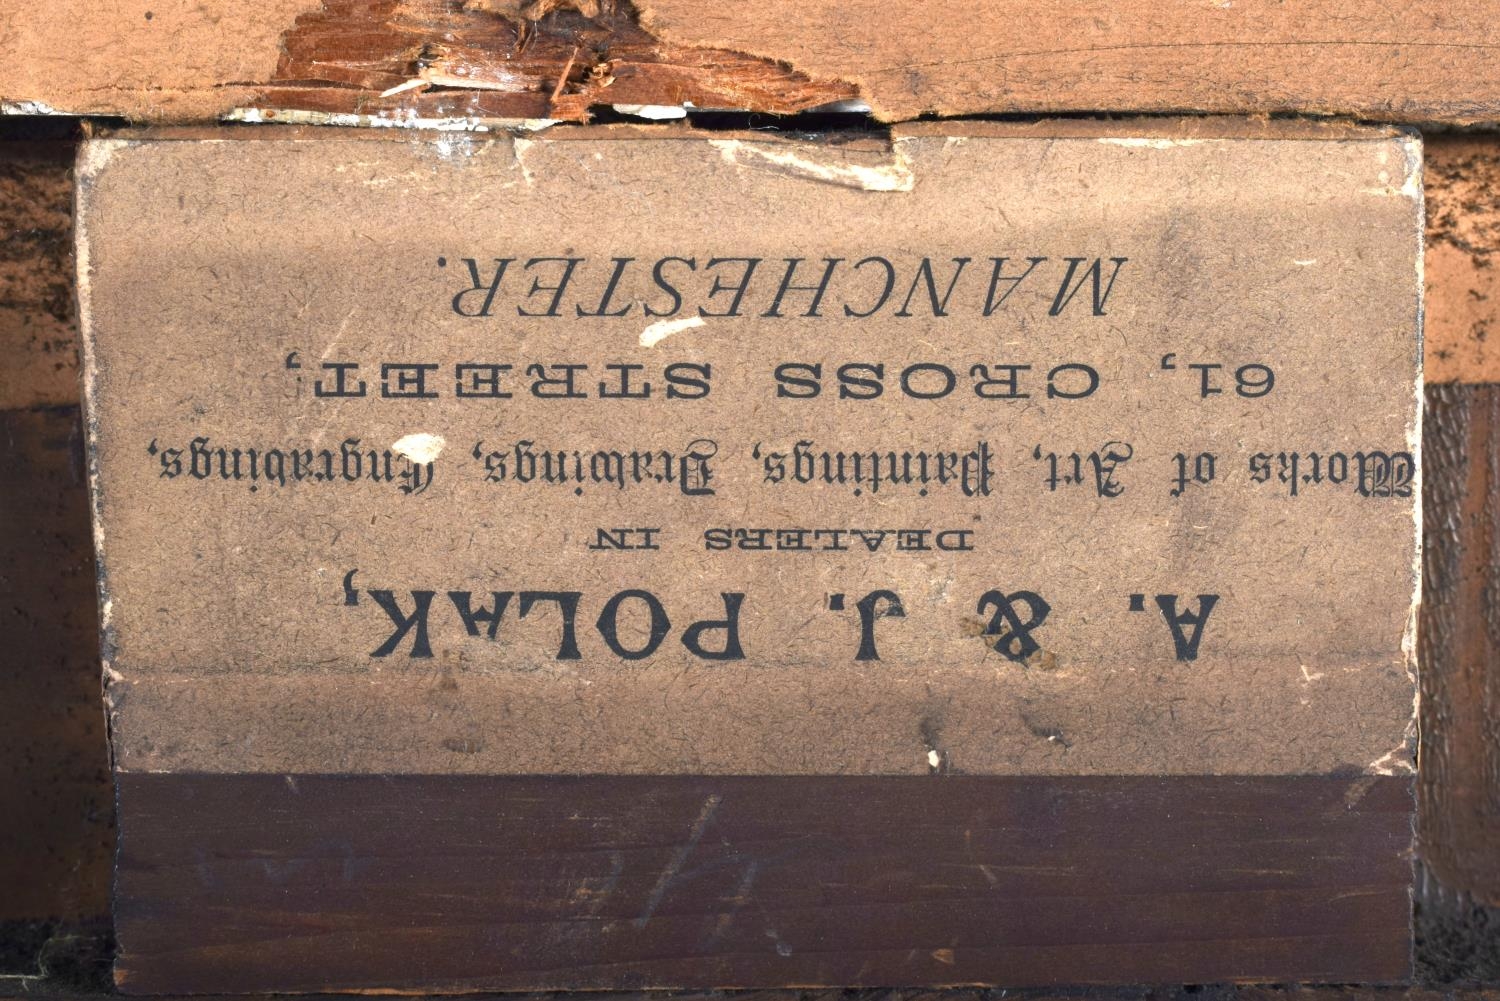 A. & J. POLAK,
DEALERS IN
Works of Art, Paintings, Drawings, Engravings,
61, CROSS STREET,
MANCHESTER.